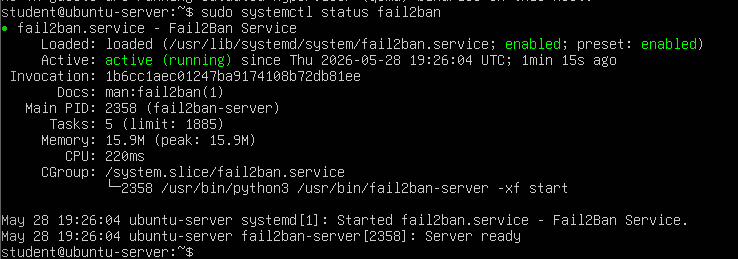 student@ubuntu-server:~$ sudo systemctl status fail2ban
● fail2ban.service - Fail2Ban Service
     Loaded: loaded (/usr/lib/systemd/system/fail2ban.service; enabled; preset: enabled)
     Active: active (running) since Thu 2026-05-28 19:26:04 UTC; 1min 15s ago
 Invocation: 1b6cc1aec01247ba9174108b72db81ee
       Docs: man:fail2ban(1)
   Main PID: 2358 (fail2ban-server)
      Tasks: 5 (limit: 1885)
     Memory: 15.9M (peak: 15.9M)
        CPU: 220ms
     CGroup: /system.slice/fail2ban.service
             └─2358 /usr/bin/python3 /usr/bin/fail2ban-server -xf start

May 28 19:26:04 ubuntu-server systemd[1]: Started fail2ban.service - Fail2Ban Service.
May 28 19:26:04 ubuntu-server fail2ban-server[2358]: Server ready
student@ubuntu-server:~$